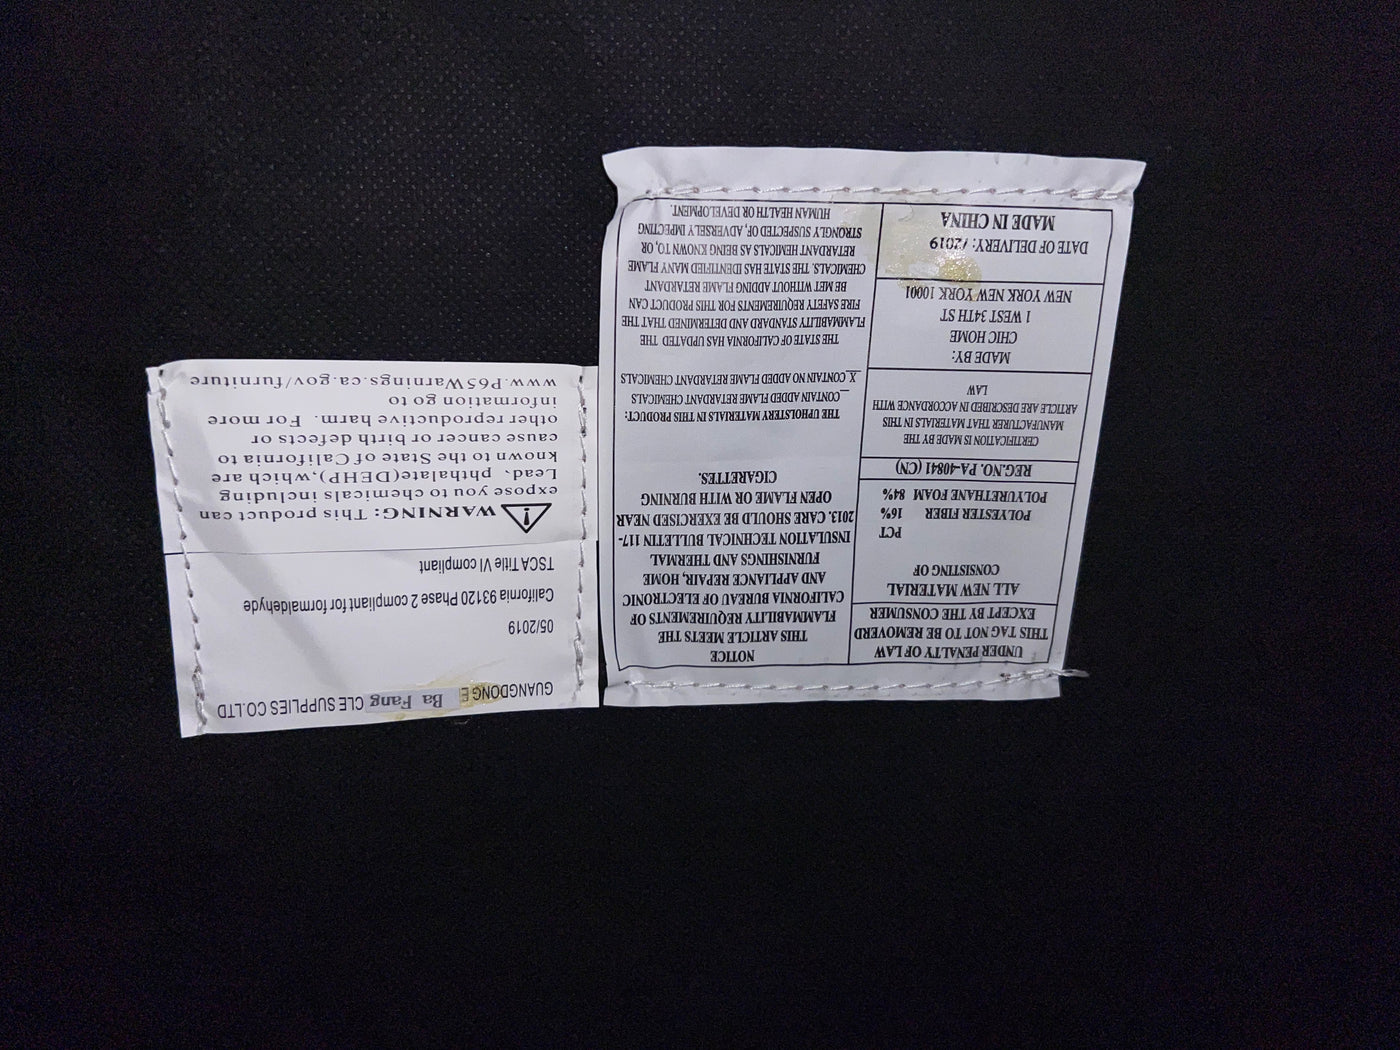 UNDER PENALTY OF LAW
THIS TAG NOT TO BE REMOVERD
EXCEPT BY THE CONSUMER
ALL NEW MATERIAL
CONSISTING OF
PCT
POLYESTER FIBER 16%
POLYURETHANE FOAM 84%
REG.NO. PA-40841 (CN)
CERTIFICATION IS MADE BY THE
MANUFACTURER THAT MATERIALS IN THIS
ARTICLE ARE DESCRIBED IN ACCORDANCE WITH
LAW
MADE BY:
CHIC HOME
1 WEST 34TH ST
NEW YORK NEW YORK 10001
DATE OF DELIVERY: /2019
MADE IN CHINA
NOTICE
THIS ARTICLE MEETS THE
FLAMMABILITY REQUIREMENTS OF
CALIFORNIA BUREAU OF ELECTRONIC
AND APPLIANCE REPAIR, HOME
FURNISHINGS AND THERMAL
INSULATION TECHNICAL BULLETIN 117-
2013. CARE SHOULD BE EXERCISED NEAR
OPEN FLAME OR WITH BURNING
CIGARETTES.
THE UPHOLSTERY MATERIALS IN THIS PRODUCT:
__CONTAIN ADDED FLAME RETARDANT CHEMICALS
_X_CONTAIN NO ADDED FLAME RETARDANT CHEMICALS
THE STATE OF CALIFORNIA HAS UPDATED THE
FLAMMABILITY STANDARD AND DETERMINED THAT THE
FIRE SAFETY REQUIREMENTS FOR THIS PRODUCT CAN
BE MET WITHOUT ADDING FLAME RETARDANT
CHEMICALS. THE STATE HAS IDENTIFIED MANY FLAME
RETARDANT HEMICALS AS BEING KNOWN TO, OR
STRONGLY SUSPECTED OF, ADVERSELY IMPECTING
HUMAN HEALTH OR DEVELOPMENT.
GUANGDONG E Ba Fang CLE SUPPLIES CO.LTD
05/2019
California 93120 Phase 2 compliant for formaldehyde
TSCA Title VI compliant
WARNING: This product can
expose you to chemicals including
Lead、phthalate(DEHP),which are
known to the State of California to
cause cancer or birth defects or
other reproductive harm. For more
information go to
www.P65Warnings.ca.gov/furniture